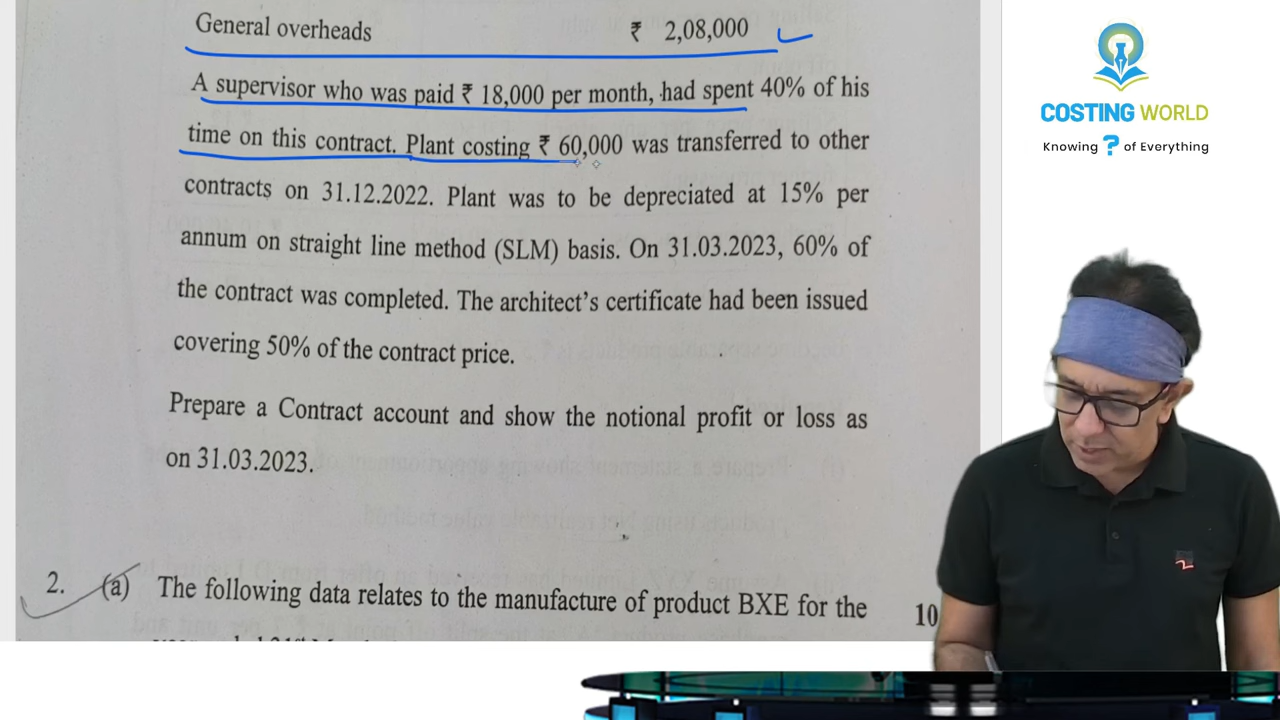 General overheads ₹ 2,08,000
A supervisor who was paid ₹ 18,000 per month, had spent 40% of his
time on this contract. Plant costing ₹ 60,000 was transferred to other
contracts on 31.12.2022. Plant was to be depreciated at 15% per
annum on straight line method (SLM) basis. On 31.03.2023, 60% of
the contract was completed. The architect's certificate had been issued
covering 50% of the contract price.
Prepare a Contract account and show the notional profit or loss as
on 31.03.2023.
2. (a) The following data relates to the manufacture of product BXE for the 10
COSTING WORLD
Knowing ? of Everything